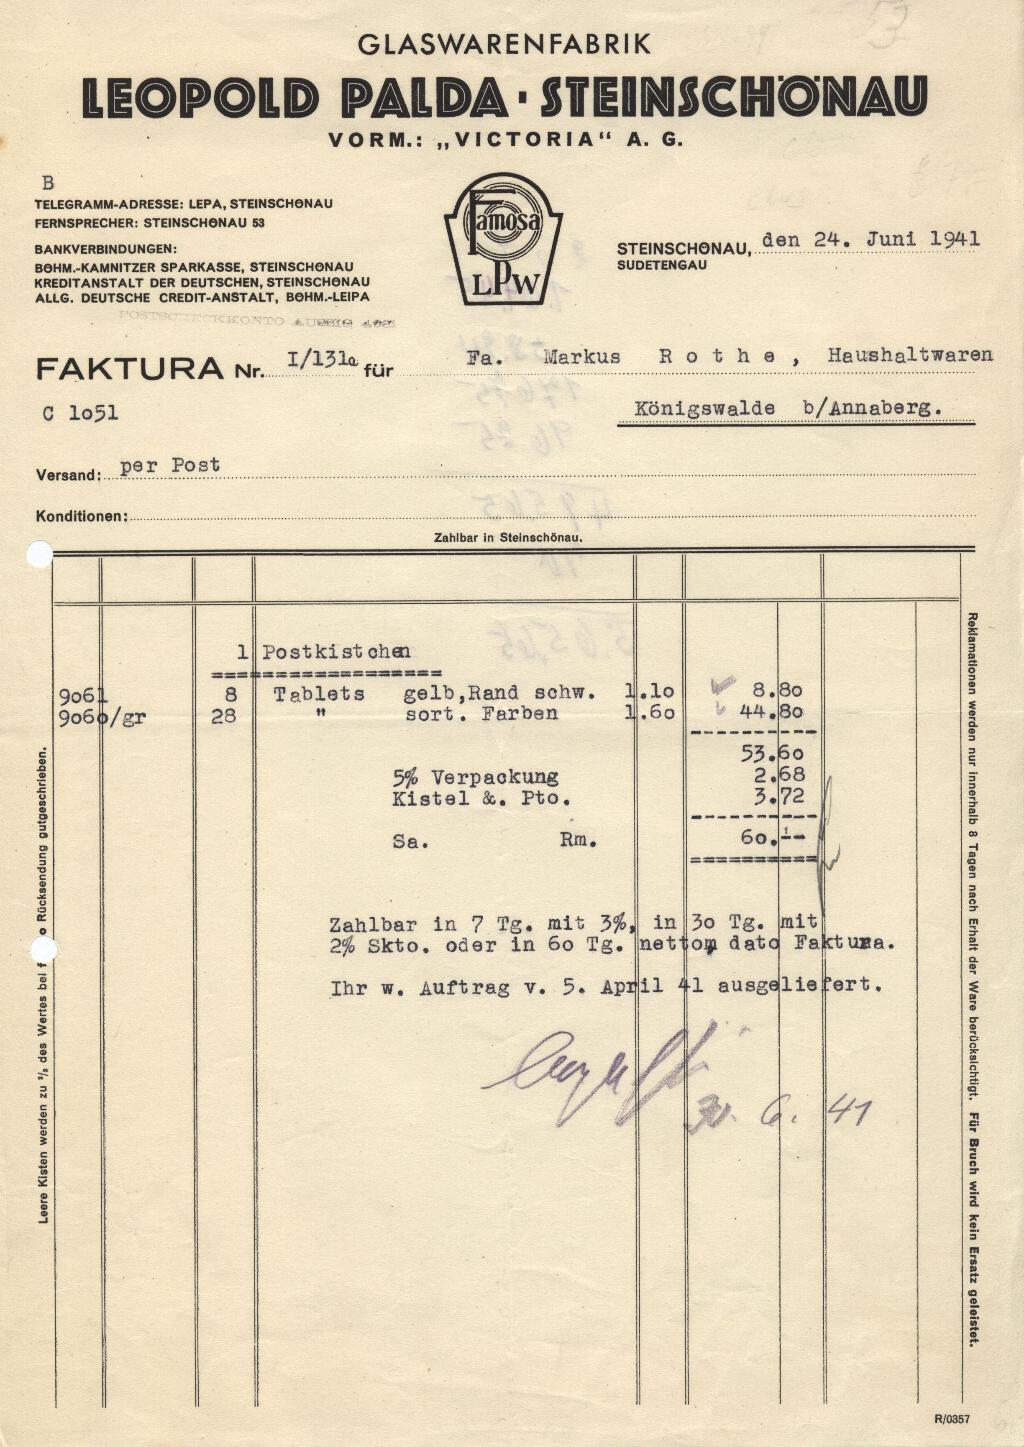 GLASWARENFABRIK
LEOPOLD PALDA · STEINSCHÖNAU
VORM.: „VICTORIA“ A. G.
B
TELEGRAMM-ADRESSE: LEPA, STEINSCHÖNAU
FERNSPRECHER: STEINSCHÖNAU 53
BANKVERBINDUNGEN:
BÖHM.-KAMNITZER SPARKASSE, STEINSCHÖNAU
KREDITANSTALT DER DEUTSCHEN, STEINSCHÖNAU
ALLG. DEUTSCHE CREDIT-ANSTALT, BÖHM.-LEIPA
POSTSCHECKKONTO AUSSIG
Famosa
LPW
STEINSCHÖNAU, den 24. Juni 1941
SUDETENGAU
FAKTURA Nr. I/131a für Fa. Markus Rothe, Haushaltwaren
C 1o51
Königswalde b/Annaberg.
Versand: per Post
Konditionen:
Zahlbar in Steinschönau.
1 Postkistchen
9o61 8 Tablets gelb,Rand schw. 1.1o 8.8o
9o6o/gr 28 " sort. Farben 1.6o 44.8o
53.6o
5% Verpackung 2.68
Kistel &. Pto. 3.72
Sa. Rm. 6o.--
Zahlbar in 7 Tg. mit 3%, in 3o Tg. mit
2% Skto. oder in 6o Tg. netto, dato Faktura.
Ihr w. Auftrag v. 5. April 41 ausgeliefert.
30. 6. 41
Leere Kisten werden zu ²/₃ des Wertes bei f o Rücksendung gutgeschrieben.
Reklamationen werden nur innerhalb 8 Tagen nach Erhalt der Ware berücksichtigt. Für Bruch wird kein Ersatz geleistet.
R/0357